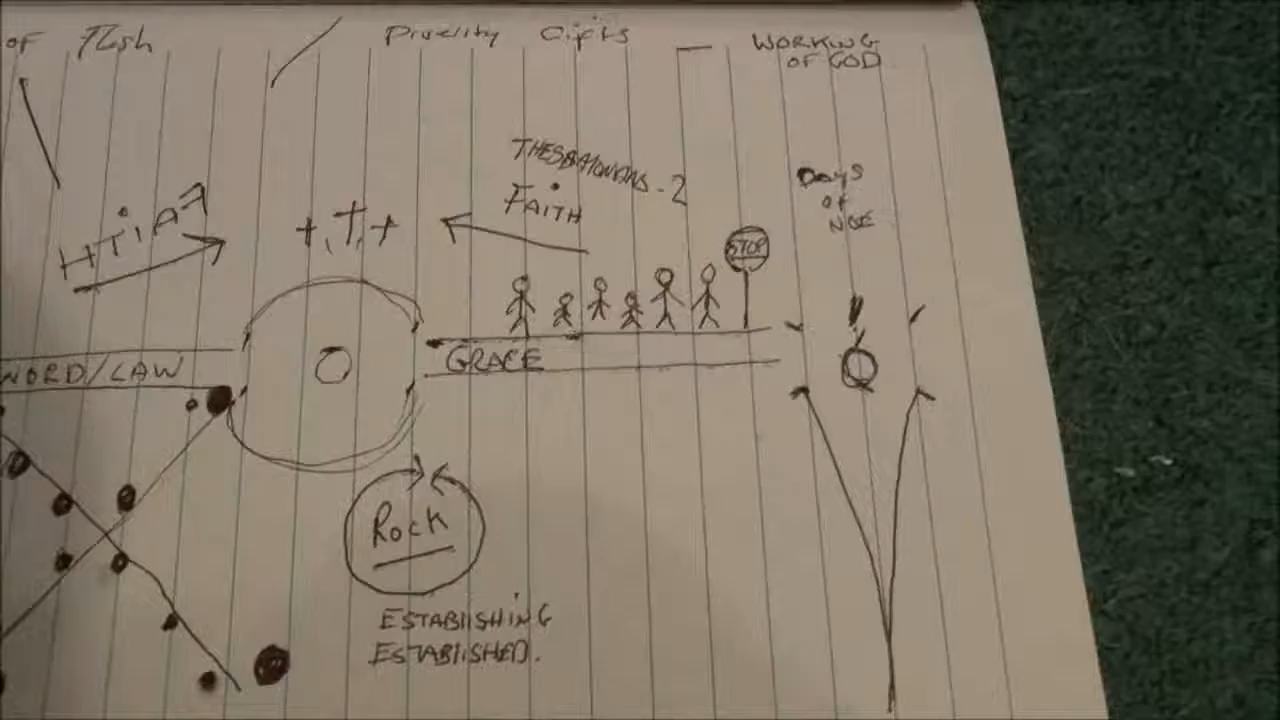 of Flesh
Divelity Gifts
WORKING
OF GOD
THESSALONIANS - 2
FAITH
HTiAF
Days
of
NOE
STOP
WORD/LAW
GRACE
Rock
ESTABLISHING
ESTABLISHED.